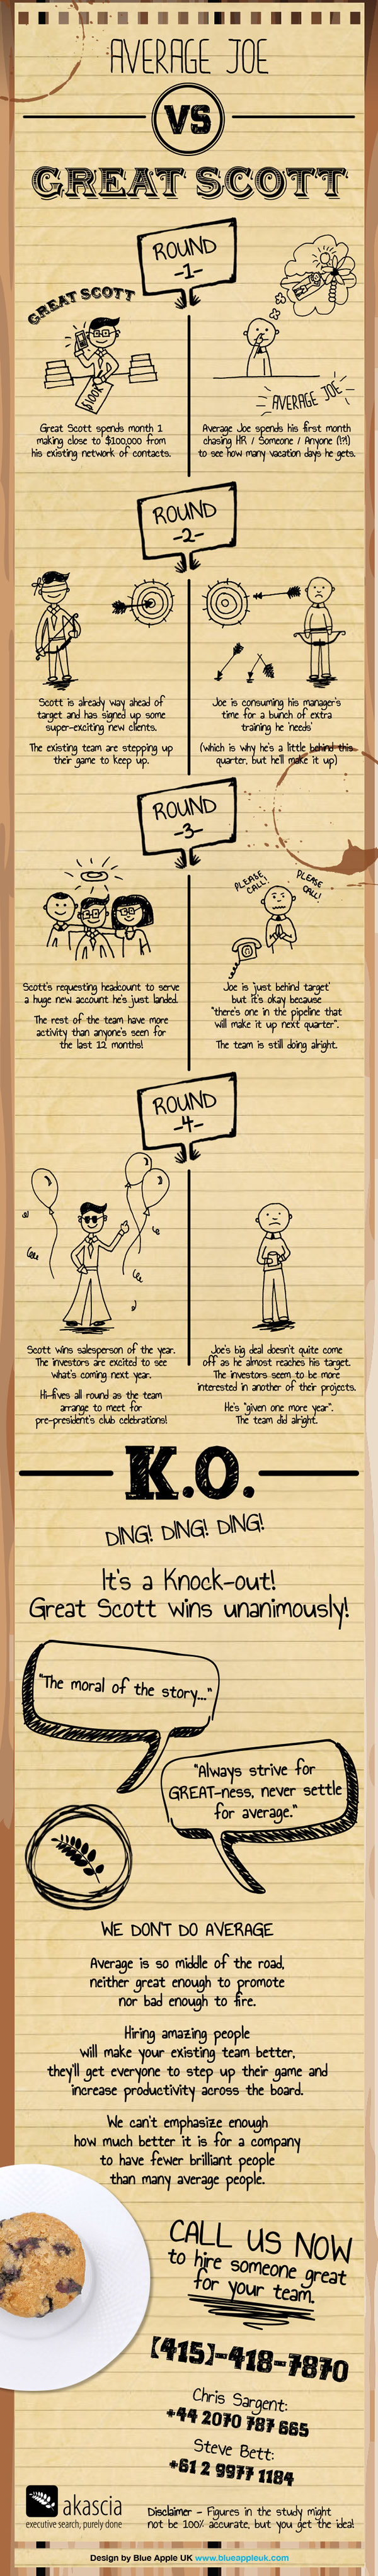 AVERAGE JOE
VS
GREAT SCOTT
ROUND
-1-
GREAT SCOTT
$100K
AVERAGE JOE
Great Scott spends month 1
making close to $100,000 from
his existing network of contacts.
Average Joe spends his first month
chasing HR / Someone / Anyone (!?!)
to see how many vacation days he gets.
ROUND
-2-
Scott is already way ahead of
target and has signed up some
super-exciting new clients.
The existing team are stepping up
their game to keep up.
Joe is consuming his manager's
time for a bunch of extra
training he 'needs'
(which is why he's a little behind this
quarter, but he'll make it up)
ROUND
-3-
PLEASE
CALL!
PLEASE
CALL!
Scott's requesting headcount to serve
a huge new account he's just landed.
The rest of the team have more
activity than anyone's seen for
the last 12 months!
Joe is 'just behind target'
but it's okay because
"there's one in the pipeline that
will make it up next quarter".
The team is still doing alright.
ROUND
-4-
Scott wins salesperson of the year.
The investors are excited to see
what's coming next year.
Hi-fives all round as the team
arrange to meet for
pre-president's club celebrations!
Joe's big deal doesn't quite come
off as he almost reaches his target.
The investors seem to be more
interested in another of their projects.
He's "given one more year".
The team did alright.
K.O.
DING! DING! DING!
It's a Knock-out!
Great Scott wins unanimously!
"The moral of the story..."
"Always strive for
GREAT-ness, never settle
for average."
WE DON'T DO AVERAGE
Average is so middle of the road,
neither great enough to promote
nor bad enough to fire.
Hiring amazing people
will make your existing team better,
they'll get everyone to step up their game and
increase productivity across the board.
We can't emphasize enough
how much better it is for a company
to have fewer brilliant people
than many average people.
CALL US NOW
to hire someone great
for your team.
(415)-418-7870
Chris Sargent:
+44 2070 787 665
Steve Bett:
+61 2 9977 1184
akascia
executive search, purely done
Disclaimer - Figures in the study might
not be 100% accurate, but you get the idea!
Design by Blue Apple UK www.blueappleuk.com